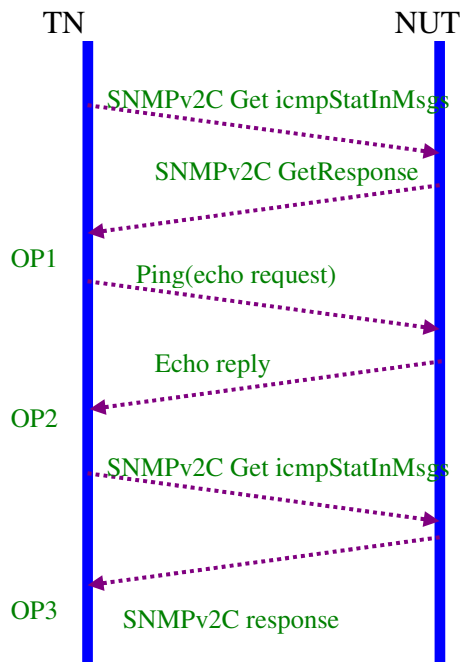 TN
NUT
SNMPv2C Get icmpStatInMsgs
SNMPv2C GetResponse
OP1
Ping(echo request)
Echo reply
OP2
SNMPv2C Get icmpStatInMsgs
OP3
SNMPv2C response